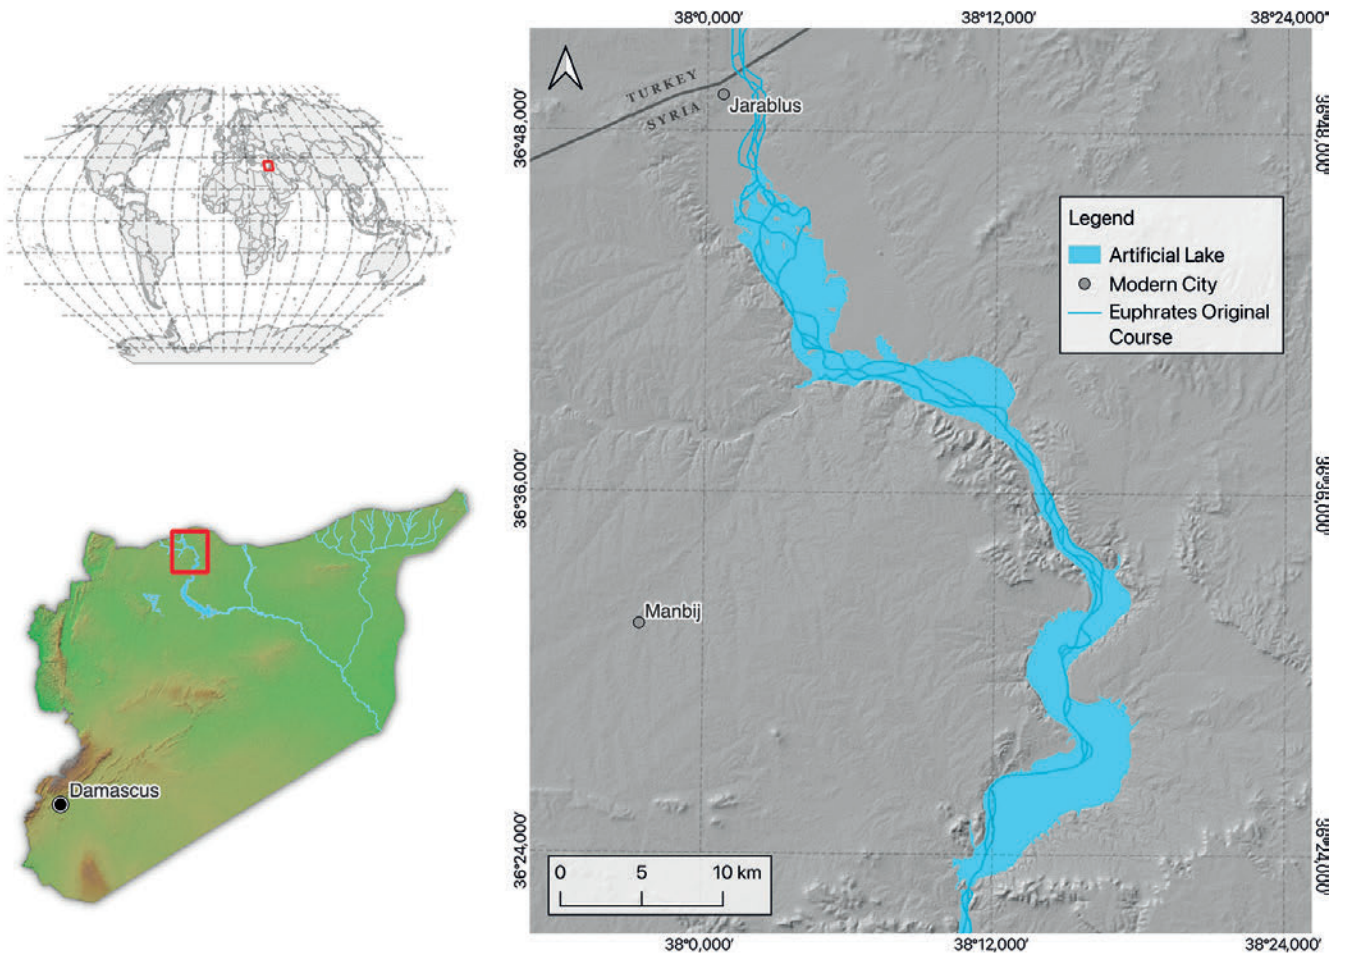 38°0,000′
38°12,000′
38°24,000′
TURKEY
SYRIA
Jarablus
36°48,000′
36°48,000′
Legend
Artificial Lake
Modern City
Euphrates Original
Course
36°36,000′
36°36,000′
Manbij
Damascus
36°24,000′
36°24,000′
0 5 10 km
38°0,000′
38°12,000′
38°24,000′